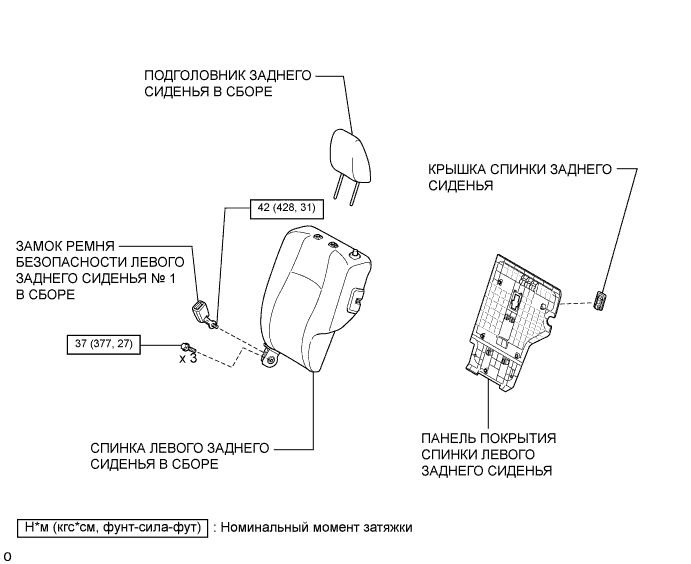 ПОДГОЛОВНИК ЗАДНЕГО
СИДЕНЬЯ В СБОРЕ
КРЫШКА СПИНКИ ЗАДНЕГО
СИДЕНЬЯ
42 (428, 31)
ЗАМОК РЕМНЯ
БЕЗОПАСНОСТИ ЛЕВОГО
ЗАДНЕГО СИДЕНЬЯ № 1
В СБОРЕ
37 (377, 27)
x 3
СПИНКА ЛЕВОГО ЗАДНЕГО
СИДЕНЬЯ В СБОРЕ
ПАНЕЛЬ ПОКРЫТИЯ
СПИНКИ ЛЕВОГО
ЗАДНЕГО СИДЕНЬЯ
Н*м (кгс*см, фунт-сила-фут) : Номинальный момент затяжки
O